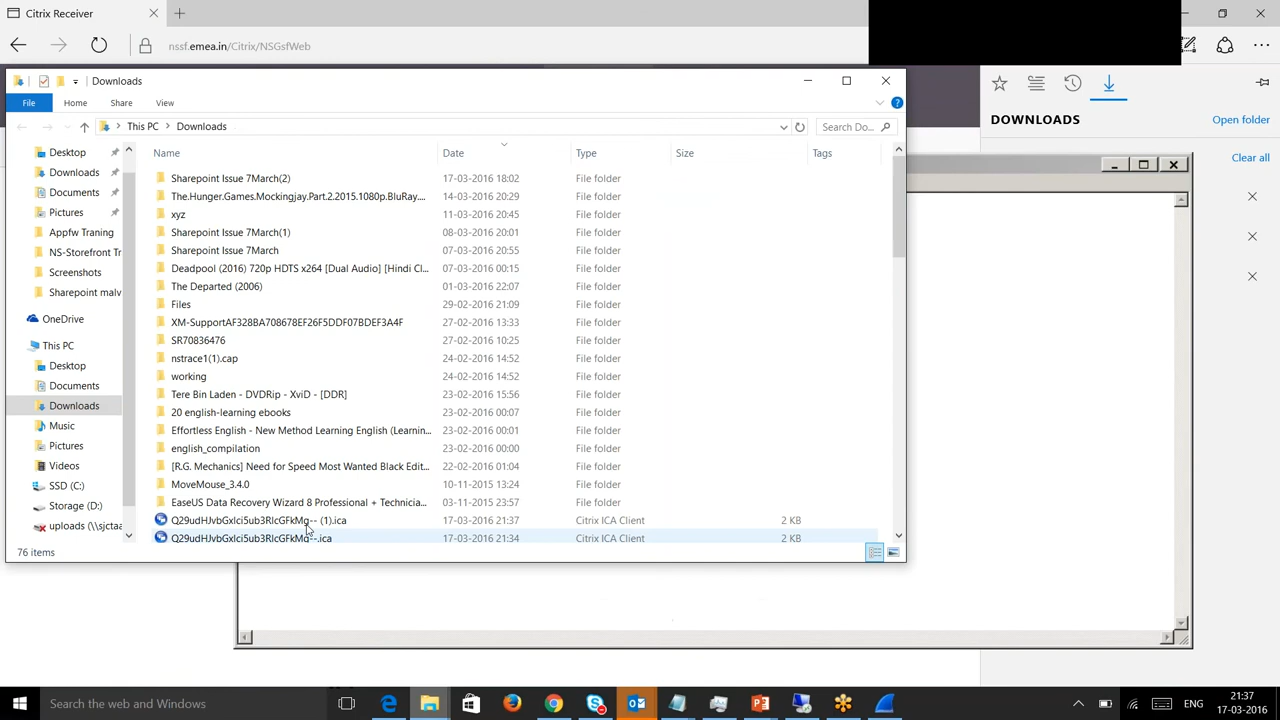 Citrix Receiver
nssf.emea.in/Citrix/NSGsfWeb
Downloads
File Home Share View
This PC Downloads Search Do...
DOWNLOADS Open folder
Clear all
Name Date Type Size Tags
Desktop
Downloads
Documents
Pictures
Appfw Traning
NS-Storefront Tr
Screenshots
Sharepoint malv
OneDrive
This PC
Desktop
Documents
Downloads
Music
Pictures
Videos
SSD (C:)
Storage (D:)
uploads (\\sjctaa
Sharepoint Issue 7March(2) 17-03-2016 18:02 File folder
The.Hunger.Games.Mockingjay.Part.2.2015.1080p.BluRay.... 14-03-2016 20:29 File folder
xyz 11-03-2016 20:45 File folder
Sharepoint Issue 7March(1) 08-03-2016 20:01 File folder
Sharepoint Issue 7March 07-03-2016 20:55 File folder
Deadpool (2016) 720p HDTS x264 [Dual Audio] [Hindi Cl... 07-03-2016 00:15 File folder
The Departed (2006) 01-03-2016 22:07 File folder
Files 29-02-2016 21:09 File folder
XM-SupportAF328BA708678EF26F5DDF07BDEF3A4F 27-02-2016 13:33 File folder
SR70836476 27-02-2016 10:25 File folder
nstrace1(1).cap 24-02-2016 14:52 File folder
working 24-02-2016 14:52 File folder
Tere Bin Laden - DVDRip - XviD - [DDR] 23-02-2016 15:56 File folder
20 english-learning ebooks 23-02-2016 00:07 File folder
Effortless English - New Method Learning English (Learnin... 23-02-2016 00:01 File folder
english_compilation 23-02-2016 00:00 File folder
[R.G. Mechanics] Need for Speed Most Wanted Black Edit... 22-02-2016 01:04 File folder
MoveMouse_3.4.0 10-11-2015 13:24 File folder
EaseUS Data Recovery Wizard 8 Professional + Technicia... 03-11-2015 23:57 File folder
Q29udHJvbGxlci5ub3RlcGFkMg-- (1).ica 17-03-2016 21:37 Citrix ICA Client 2 KB
Q29udHJvbGxlci5ub3RlcGFkMg--.ica 17-03-2016 21:34 Citrix ICA Client 2 KB
76 items
Search the web and Windows
ENG
21:37
17-03-2016